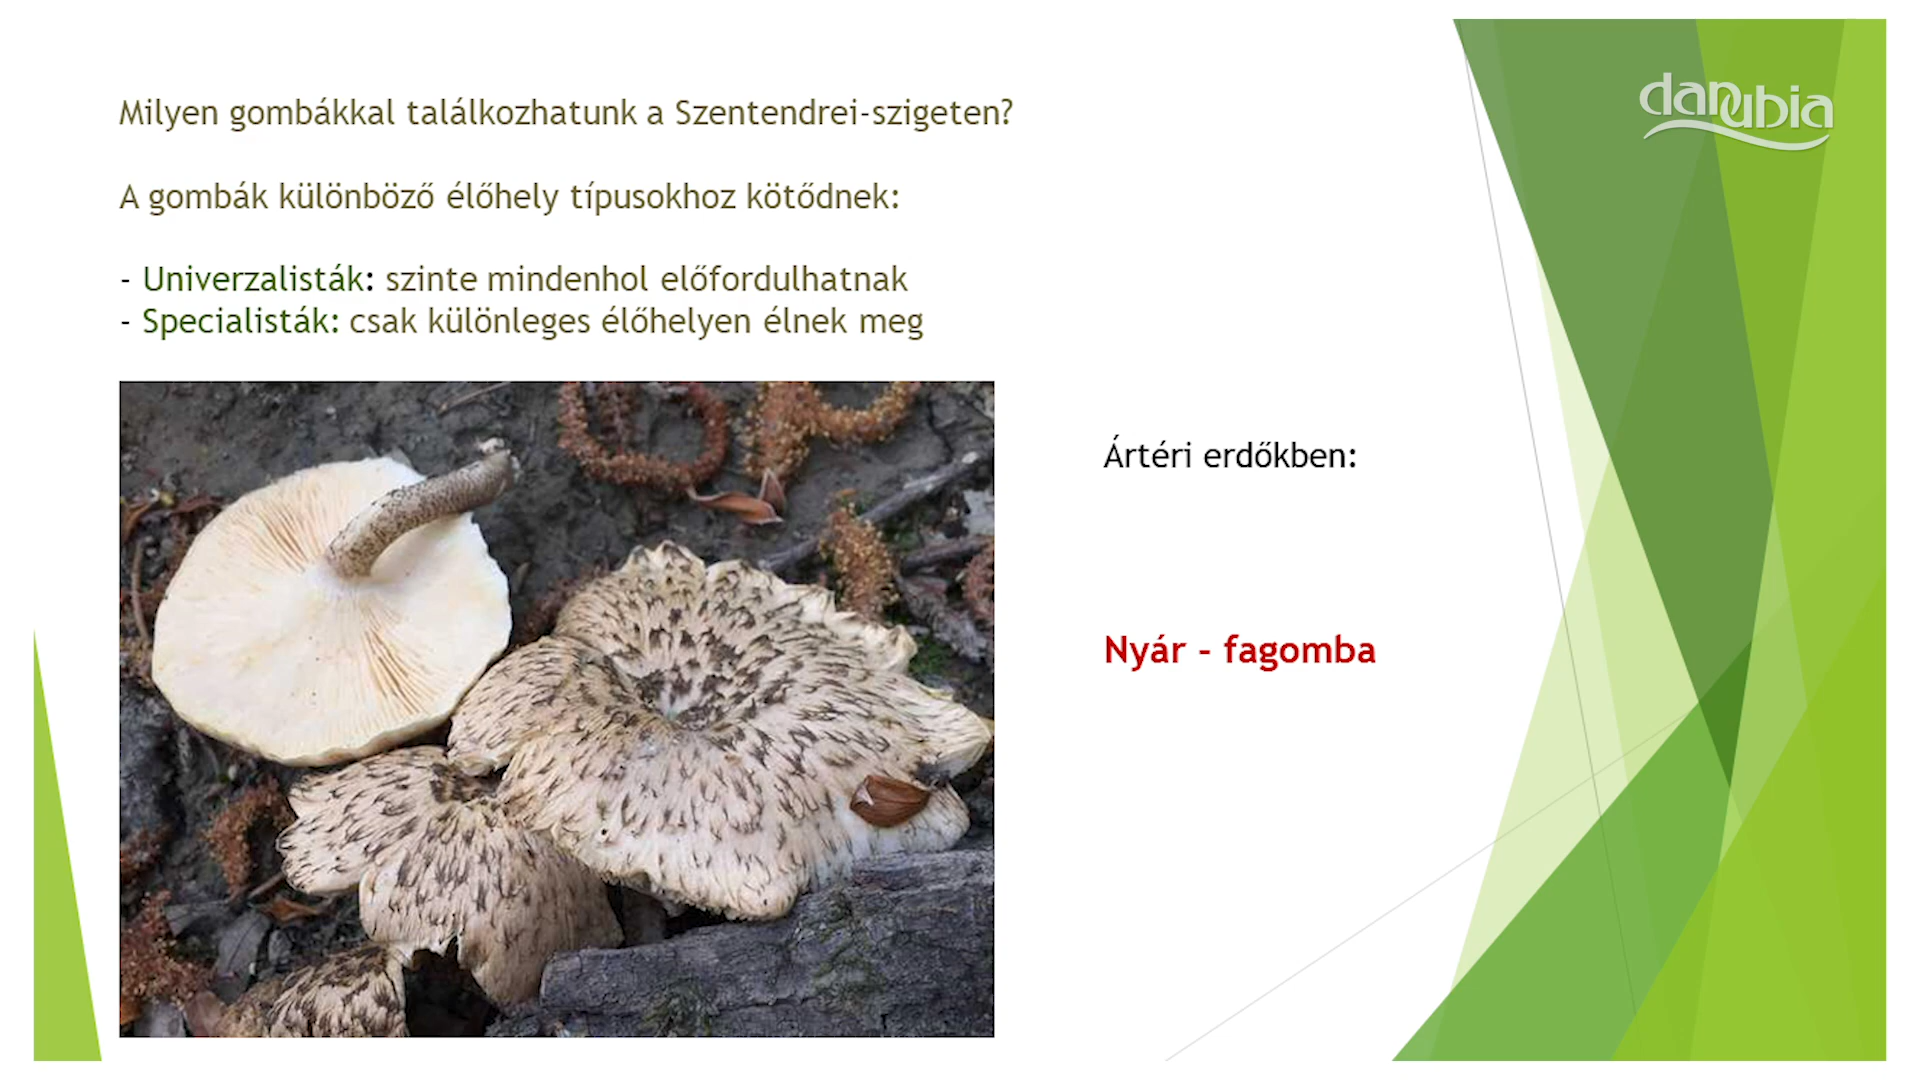 danubia
Milyen gombákkal találkozhatunk a Szentendrei-szigeten?
A gombák különböző élőhely típusokhoz kötődnek:
- Univerzalisták: szinte mindenhol előfordulhatnak
- Specialisták: csak különleges élőhelyen élnek meg
Ártéri erdőkben:
Nyár - fagomba